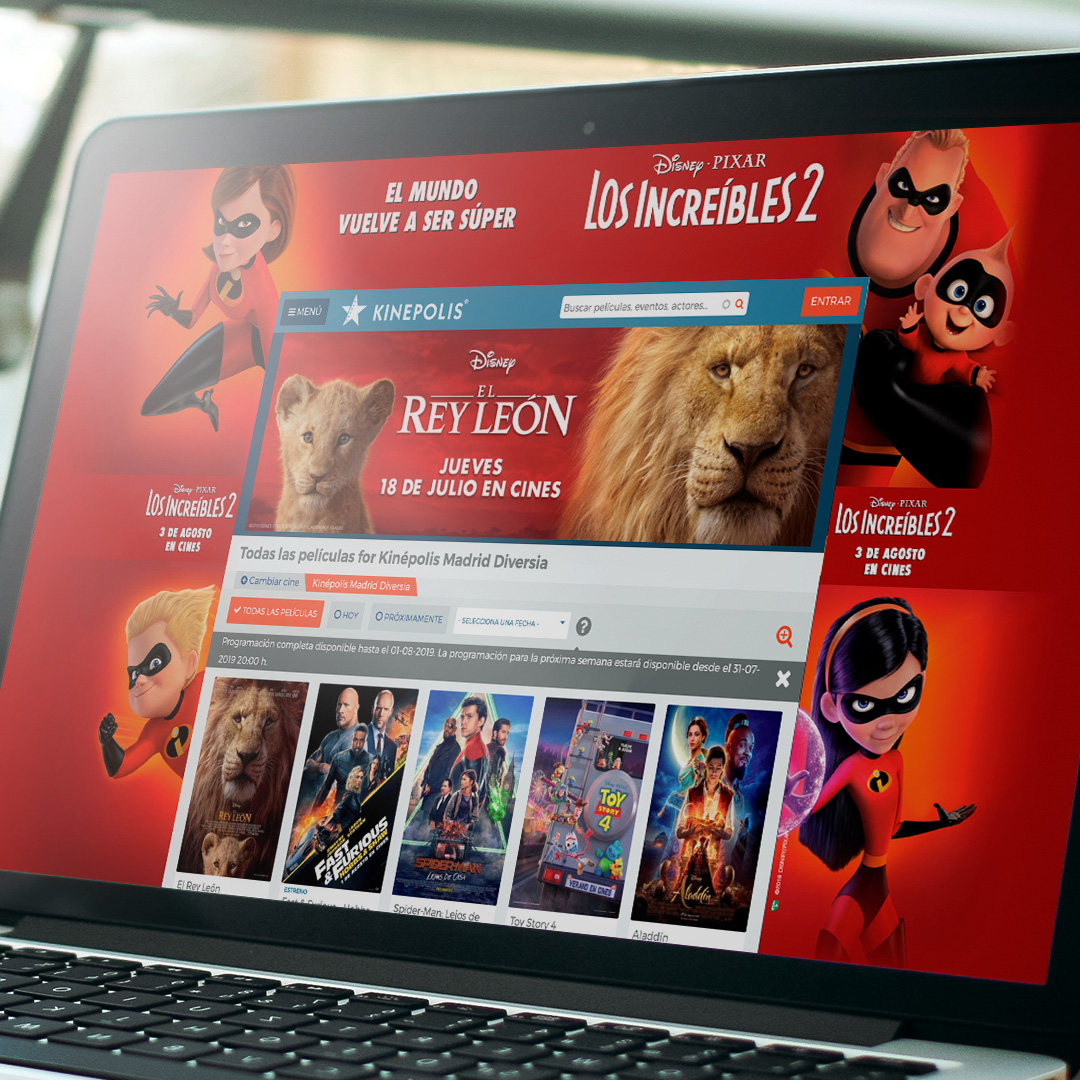 EL MUNDO
VUELVE A SER SÚPER
Disney · PIXAR
LOS INCREÍBLES 2
MENÚ
KINEPOLIS®
Buscar películas, eventos, actores...
ENTRAR
Disney
EL
REY LEÓN
JUEVES
18 DE JULIO EN CINES
Disney · PIXAR
LOS INCREÍBLES 2
3 DE AGOSTO
EN CINES
Disney · PIXAR
LOS INCREÍBLES 2
3 DE AGOSTO
EN CINES
Todas las películas for Kinépolis Madrid Diversia
Cambiar cine
Kinépolis Madrid Diversia
TODAS LAS PELÍCULAS
HOY
PRÓXIMAMENTE
- SELECCIONA UNA FECHA -
?
Programación completa disponible hasta el 01-08-2019. La programación para la próxima semana estará disponible desde el 31-07-
2019 20:00 h.
REY LEÓN
FAST
& FURIOUS
HOBBS & SHAW
SPIDER-MAN
LEJOS DE CASA
TOY
STORY
4
VERANO EN CINES
Disney
Aladdín
El Rey León
ESTRENO
Fast & Furious: Hobbs
Spider-Man: Lejos de
Toy Story 4
Aladdín